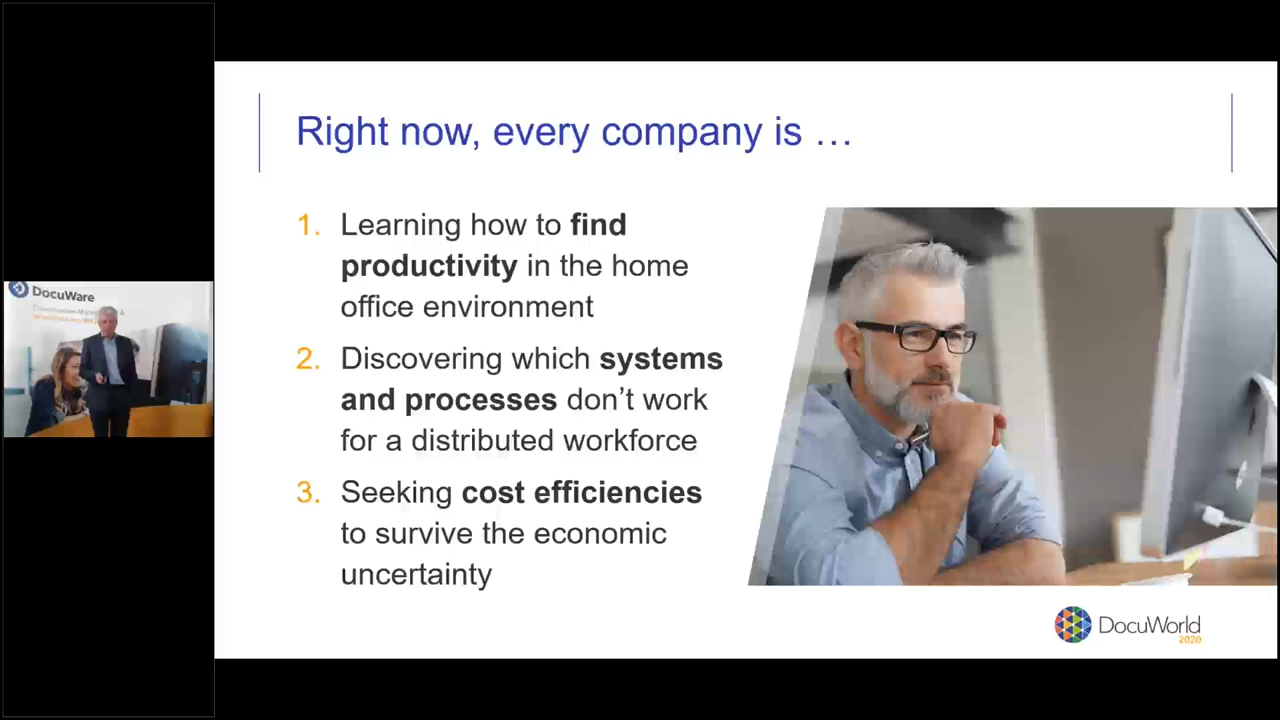 Right now, every company is …
1. Learning how to find
productivity in the home
office environment
2. Discovering which systems
and processes don’t work
for a distributed workforce
3. Seeking cost efficiencies
to survive the economic
uncertainty
DocuWare
DocuWorld
2020